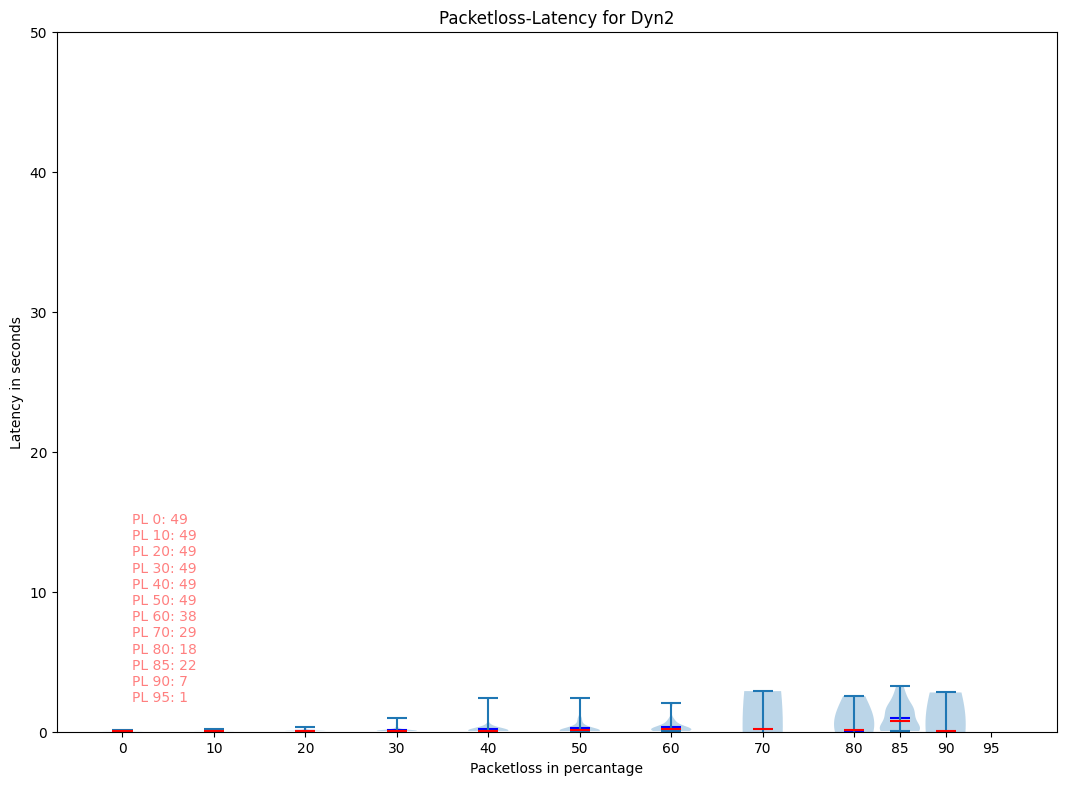 Packetloss-Latency for Dyn2
50
40
30
20
10
0
Latency in seconds
PL 0: 49
PL 10: 49
PL 20: 49
PL 30: 49
PL 40: 49
PL 50: 49
PL 60: 38
PL 70: 29
PL 80: 18
PL 85: 22
PL 90: 7
PL 95: 1
0 10 20 30 40 50 60 70 80 85 90 95
Packetloss in percantage